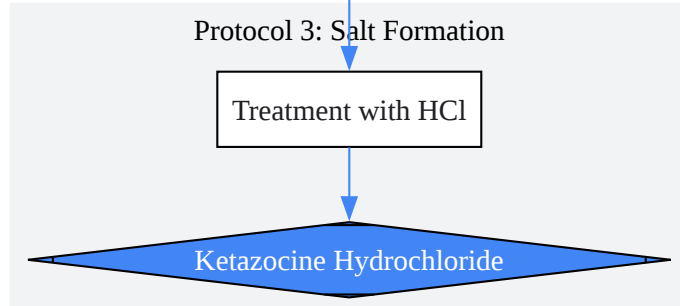 Protocol 3: Salt Formation
Treatment with HCl
Ketazocine Hydrochloride